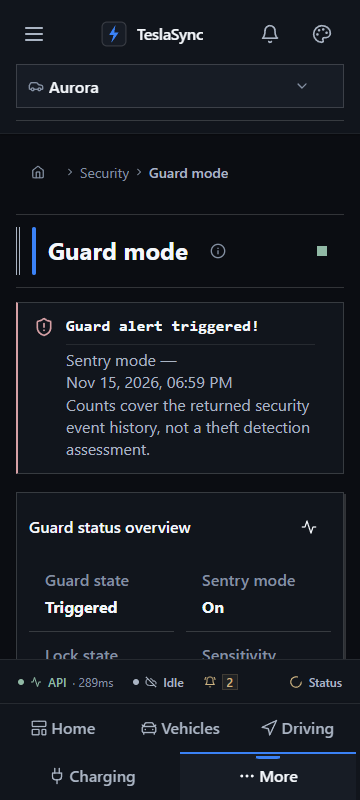 TeslaSync
Aurora
Security
Guard mode
Guard mode
Guard alert triggered!
Sentry mode —
Nov 15, 2026, 06:59 PM
Counts cover the returned security
event history, not a theft detection
assessment.
Guard status overview
Guard state
Sentry mode
Triggered
On
Lock state
Sensitivity
API · 289ms
Idle
2
Status
Home
Vehicles
Driving
Charging
More